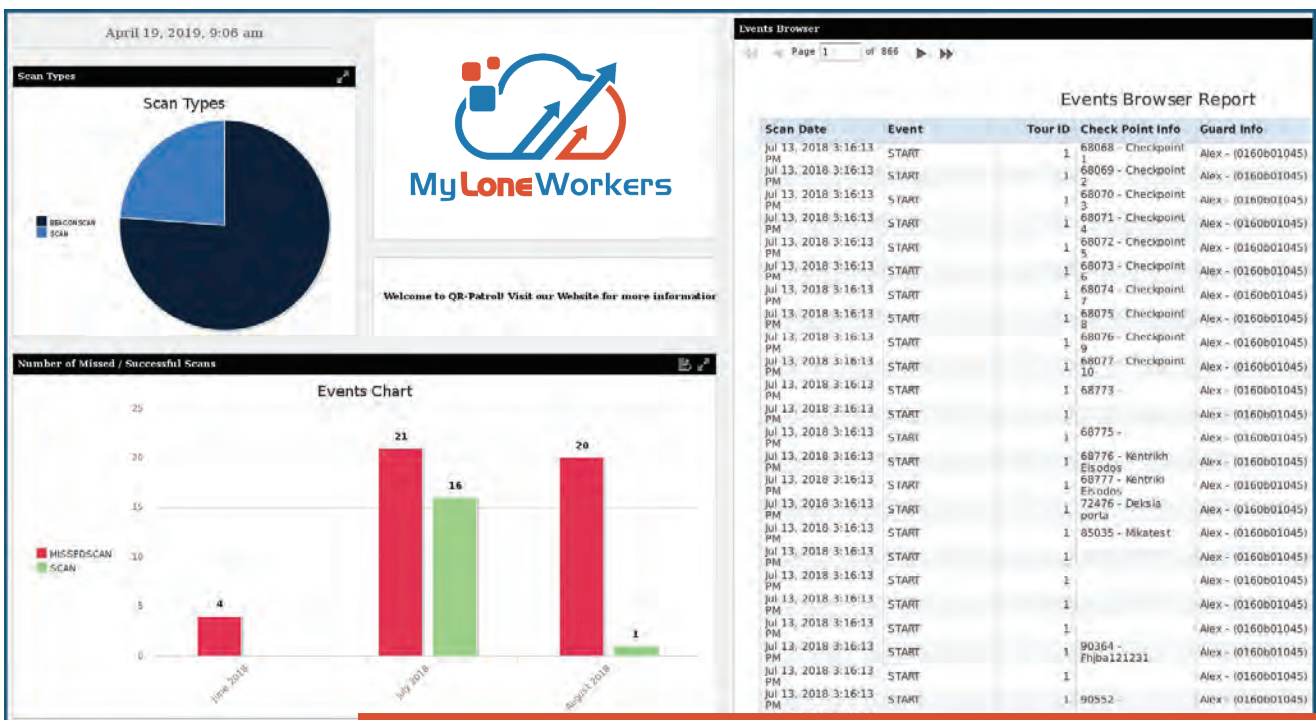 April 19, 2019, 9:06 am
Scan Types
Scan Types
BEACONSCAN
SCAN
MyLoneWorkers
Welcome to QR-Patrol! Visit our Website for more information
Number of Missed / Successful Scans
Events Chart
25
20
15
10
5
0
MISSEDSCAN
SCAN
4
21
16
20
1
June 2018
July 2018
August 2018
Events Browser
Page 1 of 866
Events Browser Report
Scan Date Event Tour ID Check Point Info Guard Info
Jul 13, 2018 3:16:13 PM START 1 68068 - Checkpoint 1 Alex - (0160b01045)
Jul 13, 2018 3:16:13 PM START 1 68069 - Checkpoint 2 Alex - (0160b01045)
Jul 13, 2018 3:16:13 PM START 1 68070 - Checkpoint 3 Alex - (0160b01045)
Jul 13, 2018 3:16:13 PM START 1 68071 - Checkpoint 4 Alex - (0160b01045)
Jul 13, 2018 3:16:13 PM START 1 68072 - Checkpoint 5 Alex - (0160b01045)
Jul 13, 2018 3:16:13 PM START 1 68073 - Checkpoint 6 Alex - (0160b01045)
Jul 13, 2018 3:16:13 PM START 1 68074 - Checkpoint 7 Alex - (0160b01045)
Jul 13, 2018 3:16:13 PM START 1 68075 - Checkpoint 8 Alex - (0160b01045)
Jul 13, 2018 3:16:13 PM START 1 68076 - Checkpoint 9 Alex - (0160b01045)
Jul 13, 2018 3:16:13 PM START 1 68077 - Checkpoint 10 Alex - (0160b01045)
Jul 13, 2018 3:16:13 PM START 1 68773 - Alex - (0160b01045)
Jul 13, 2018 3:16:13 PM START 1 Alex - (0160b01045)
Jul 13, 2018 3:16:13 PM START 1 68775 - Alex - (0160b01045)
Jul 13, 2018 3:16:13 PM START 1 68776 - Kentrikh Eisodos Alex - (0160b01045)
Jul 13, 2018 3:16:13 PM START 1 68777 - Kentriki Eisodos Alex - (0160b01045)
Jul 13, 2018 3:16:13 PM START 1 72476 - Deksia porta Alex - (0160b01045)
Jul 13, 2018 3:16:13 PM START 1 85035 - Mikatest Alex - (0160b01045)
Jul 13, 2018 3:16:13 PM START 1 Alex - (0160b01045)
Jul 13, 2018 3:16:13 PM START 1 Alex - (0160b01045)
Jul 13, 2018 3:16:13 PM START 1 Alex - (0160b01045)
Jul 13, 2018 3:16:13 PM START 1 Alex - (0160b01045)
Jul 13, 2018 3:16:13 PM START 1 90364 - Fhjba121231 Alex - (0160b01045)
Jul 13, 2018 3:16:13 PM START 1 Alex - (0160b01045)
Jul 13, 2018 3:16:13 PM START 1 90552 - Alex - (0160b01045)